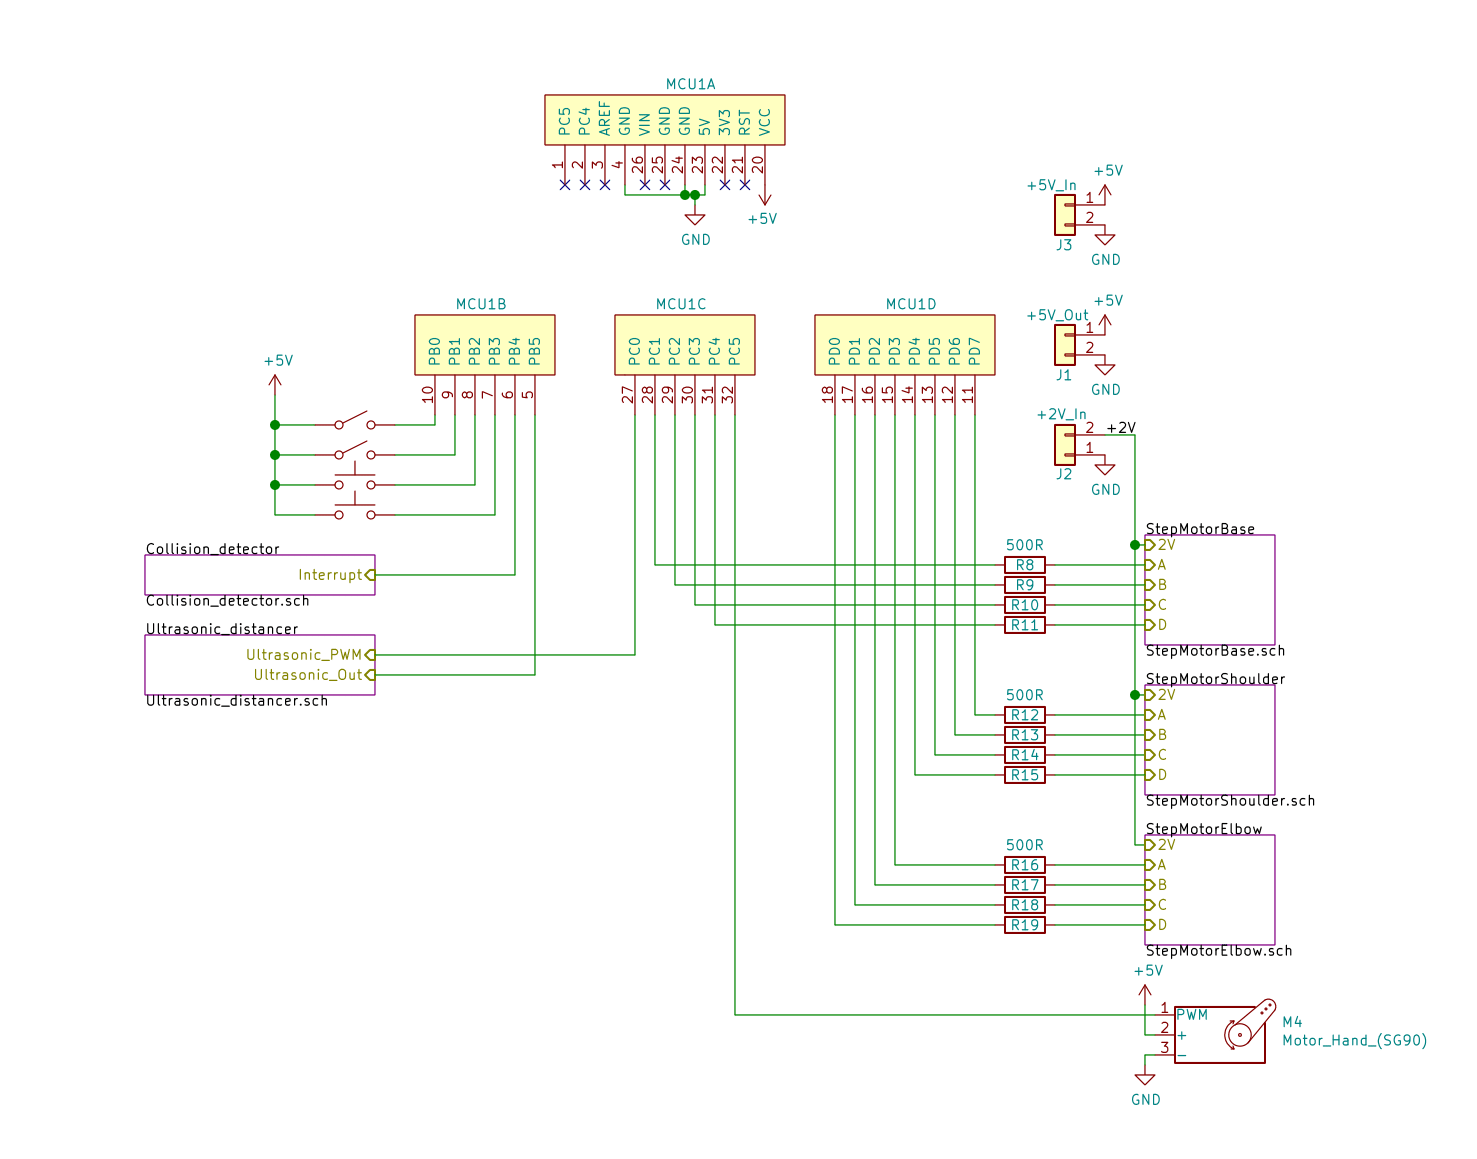 MCU1A
PC5 PC4 AREF GND VIN GND GND 5V 3V3 RST VCC
1 2 3 4 26 25 24 23 22 21 20
GND
+5V
+5V
+5V_In
1
2
J3
GND
+5V
+5V_Out
1
2
J1
GND
+2V_In
2 +2V
1
J2
GND
MCU1B
PB0 PB1 PB2 PB3 PB4 PB5
10 9 8 7 6 5
+5V
MCU1C
PC0 PC1 PC2 PC3 PC4 PC5
27 28 29 30 31 32
MCU1D
PD0 PD1 PD2 PD3 PD4 PD5 PD6 PD7
18 17 16 15 14 13 12 11
Collision_detector
Interrupt
Collision_detector.sch
Ultrasonic_distancer
Ultrasonic_PWM
Ultrasonic_Out
Ultrasonic_distancer.sch
StepMotorBase
500R 2V
R8 A
R9 B
R10 C
R11 D
StepMotorBase.sch
StepMotorShoulder
500R 2V
R12 A
R13 B
R14 C
R15 D
StepMotorShoulder.sch
StepMotorElbow
500R 2V
R16 A
R17 B
R18 C
R19 D
StepMotorElbow.sch
+5V
1 PWM
2 +
3 −
M4
Motor_Hand_(SG90)
GND